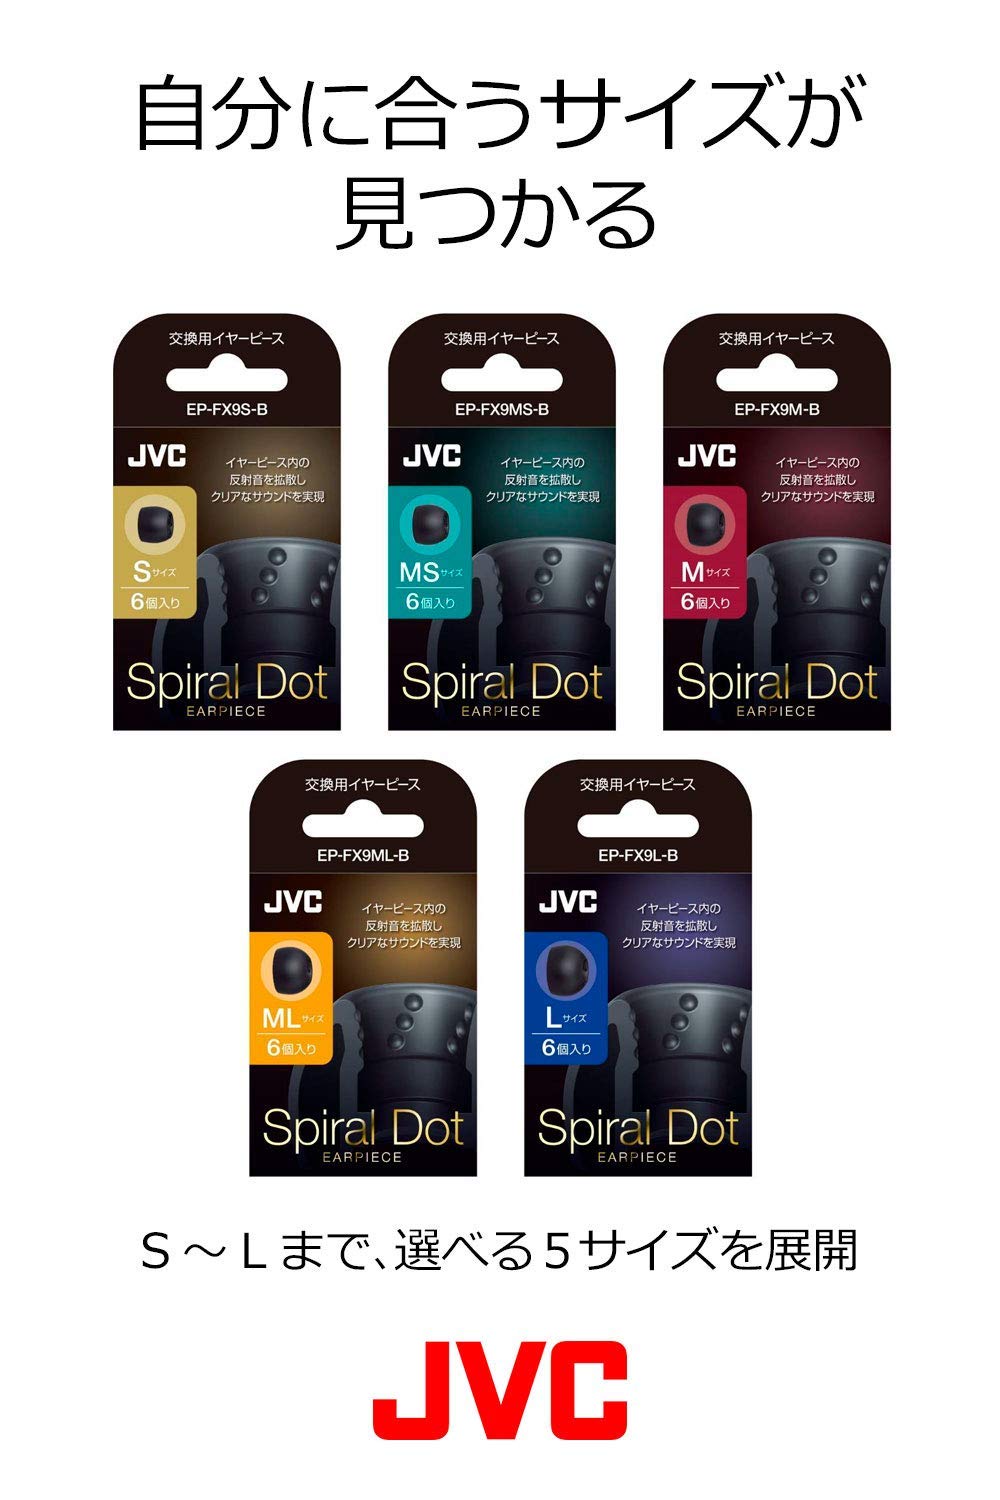 自分に合うサイズが
見つかる
交換用イヤーピース
EP-FX9S-B
JVC
イヤーピース内の
反射音を拡散し
クリアなサウンドを実現
Sサイズ
6個入り
Spiral Dot
EARPIECE
交換用イヤーピース
EP-FX9MS-B
JVC
イヤーピース内の
反射音を拡散し
クリアなサウンドを実現
MSサイズ
6個入り
Spiral Dot
EARPIECE
交換用イヤーピース
EP-FX9M-B
JVC
イヤーピース内の
反射音を拡散し
クリアなサウンドを実現
Mサイズ
6個入り
Spiral Dot
EARPIECE
交換用イヤーピース
EP-FX9ML-B
JVC
イヤーピース内の
反射音を拡散し
クリアなサウンドを実現
MLサイズ
6個入り
Spiral Dot
EARPIECE
交換用イヤーピース
EP-FX9L-B
JVC
イヤーピース内の
反射音を拡散し
クリアなサウンドを実現
Lサイズ
6個入り
Spiral Dot
EARPIECE
S～Lまで、選べる5サイズを展開
JVC